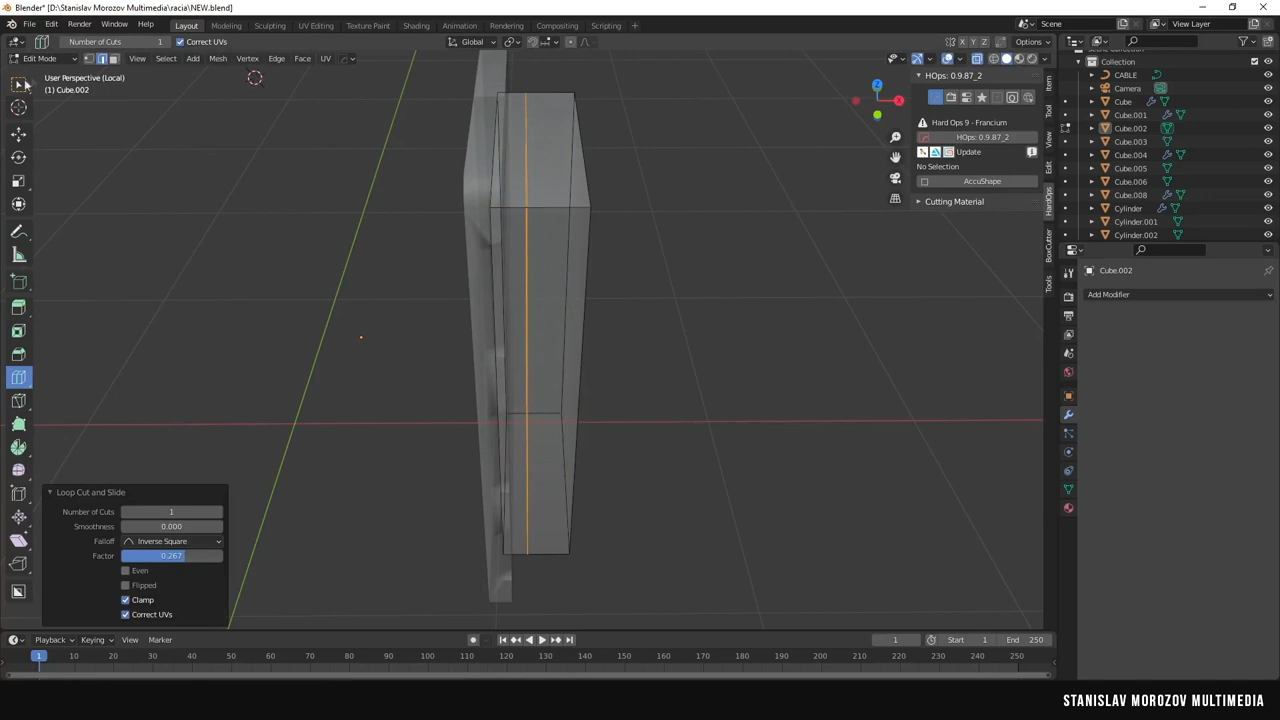 Blender* [D:\Stanislav Morozov Multimedia\racia\NEW.blend]
File Edit Render Window Help Layout Modeling Sculpting UV Editing Texture Paint Shading Animation Rendering Compositing Scripting + Scene View Layer
Number of Cuts 1 Correct UVs Global X Y Z Options
Edit Mode View Select Add Mesh Vertex Edge Face UV
User Perspective (Local)
(1) Cube.002
Z
X
HOps: 0.9.87_2
Hard Ops 9 - Francium
HOps: 0.9.87_2
Update
No Selection
AccuShape
Cutting Material
Item
Tool
View
Edit
HardOps
BoxCutter
Tools
Collection
CABLE
Camera
Cube
Cube.001
Cube.002
Cube.003
Cube.004
Cube.005
Cube.006
Cube.008
Cylinder
Cylinder.001
Cylinder.002
Cube.002
Add Modifier
Loop Cut and Slide
Number of Cuts 1
Smoothness 0.000
Falloff Inverse Square
Factor 0.267
Even
Flipped
Clamp
Correct UVs
Playback Keying View Marker 1 Start 1 End 250
1 10 20 30 40 50 60 70 80 90 100 110 120 130 140 150 160 170 180 190 200 210 220 230 240 250
STANISLAV MOROZOV MULTIMEDIA